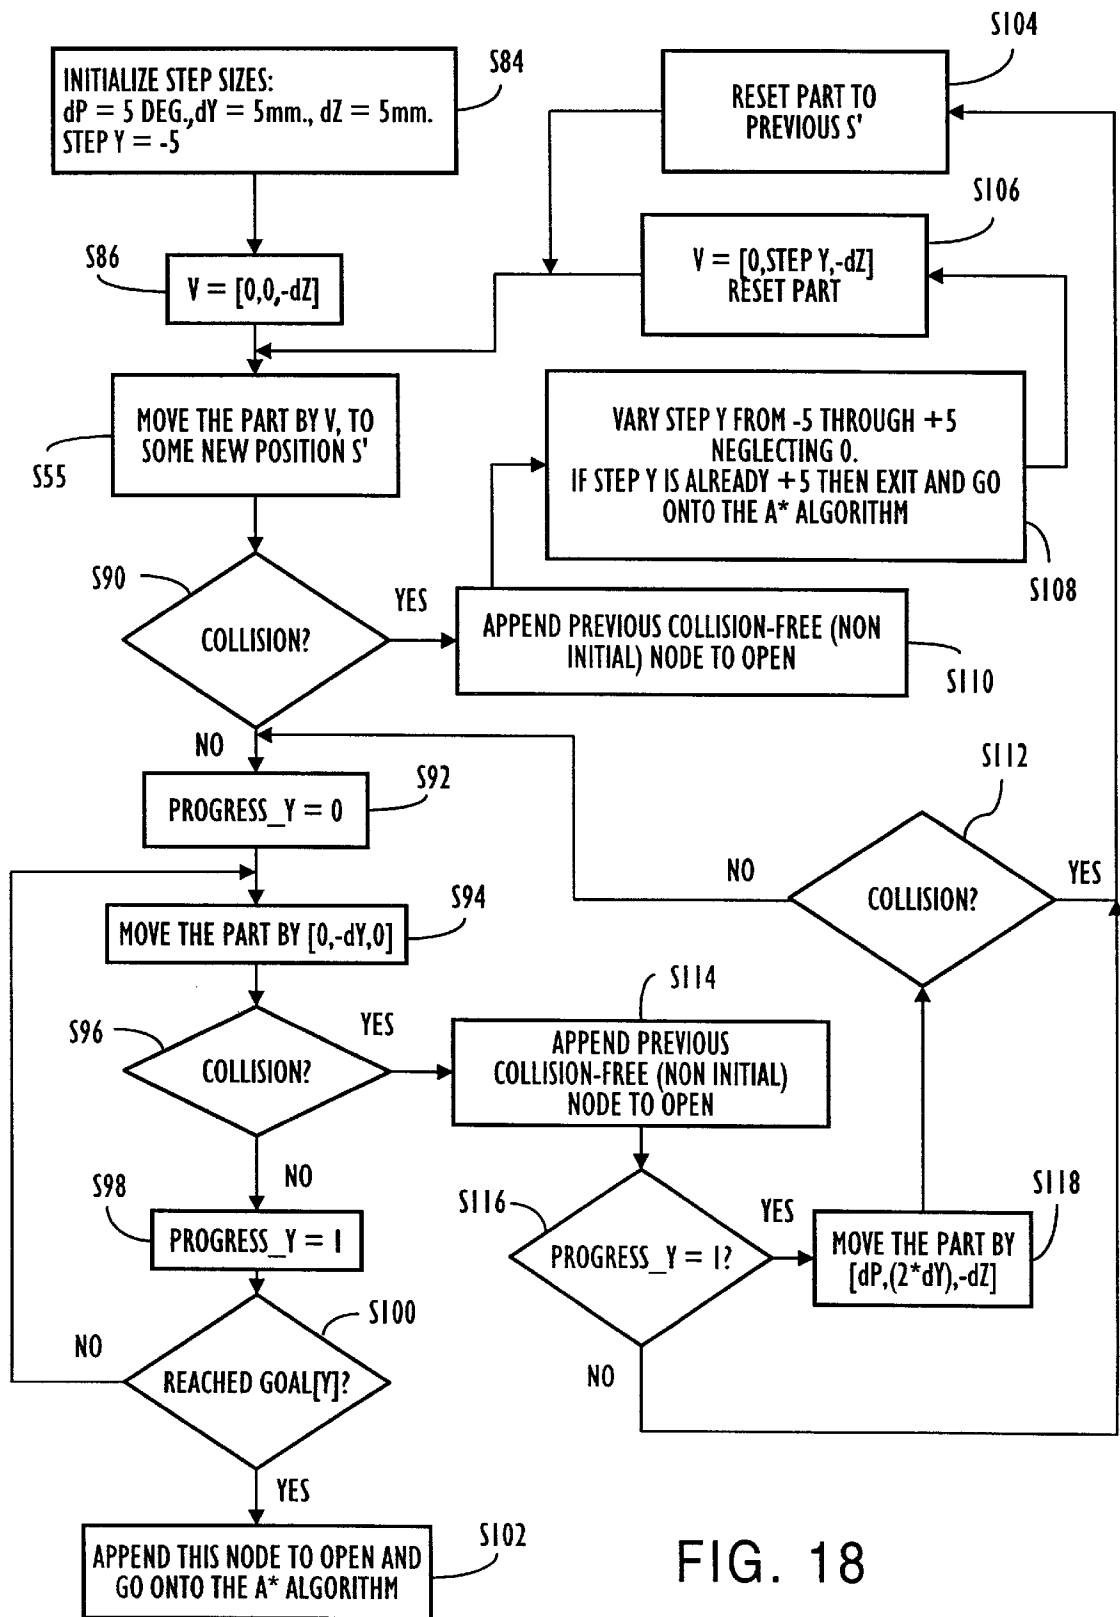 S84
INITIALIZE STEP SIZES:
dP = 5 DEG.,dY = 5mm., dZ = 5mm.
STEP Y = -5
S104
RESET PART TO
PREVIOUS S'
S86
V = [0,0,-dZ]
S106
V = [0,STEP Y,-dZ]
RESET PART
S55
MOVE THE PART BY V, TO
SOME NEW POSITION S'
VARY STEP Y FROM -5 THROUGH +5
NEGLECTING 0.
IF STEP Y IS ALREADY +5 THEN EXIT AND GO
ONTO THE A* ALGORITHM
S108
S90
COLLISION?
YES
APPEND PREVIOUS COLLISION-FREE (NON
INITIAL) NODE TO OPEN
S110
NO
S92
PROGRESS_Y = 0
S112
NO
COLLISION?
YES
S94
MOVE THE PART BY [0,-dY,0]
S96
COLLISION?
YES
S114
APPEND PREVIOUS
COLLISION-FREE (NON INITIAL)
NODE TO OPEN
NO
S98
PROGRESS_Y = 1
S116
PROGRESS_Y = 1?
YES
S118
MOVE THE PART BY
[dP,(2*dY),-dZ]
NO
S100
NO
REACHED GOAL[Y]?
YES
S102
APPEND THIS NODE TO OPEN AND
GO ONTO THE A* ALGORITHM
FIG. 18